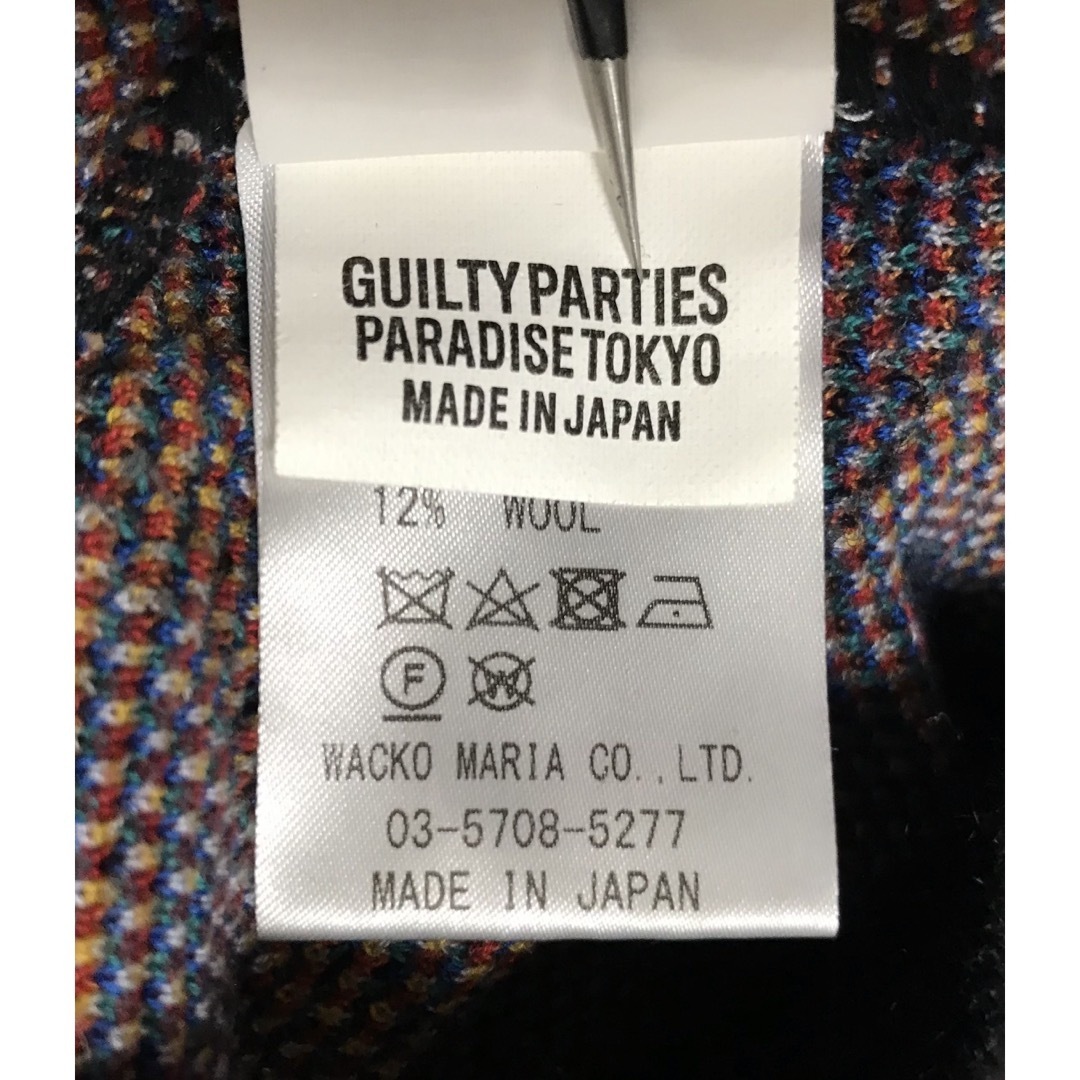 GUILTY PARTIES
PARADISE TOKYO
MADE IN JAPAN
12% WOOL
F W
WACKO MARIA CO.,LTD.
03-5708-5277
MADE IN JAPAN